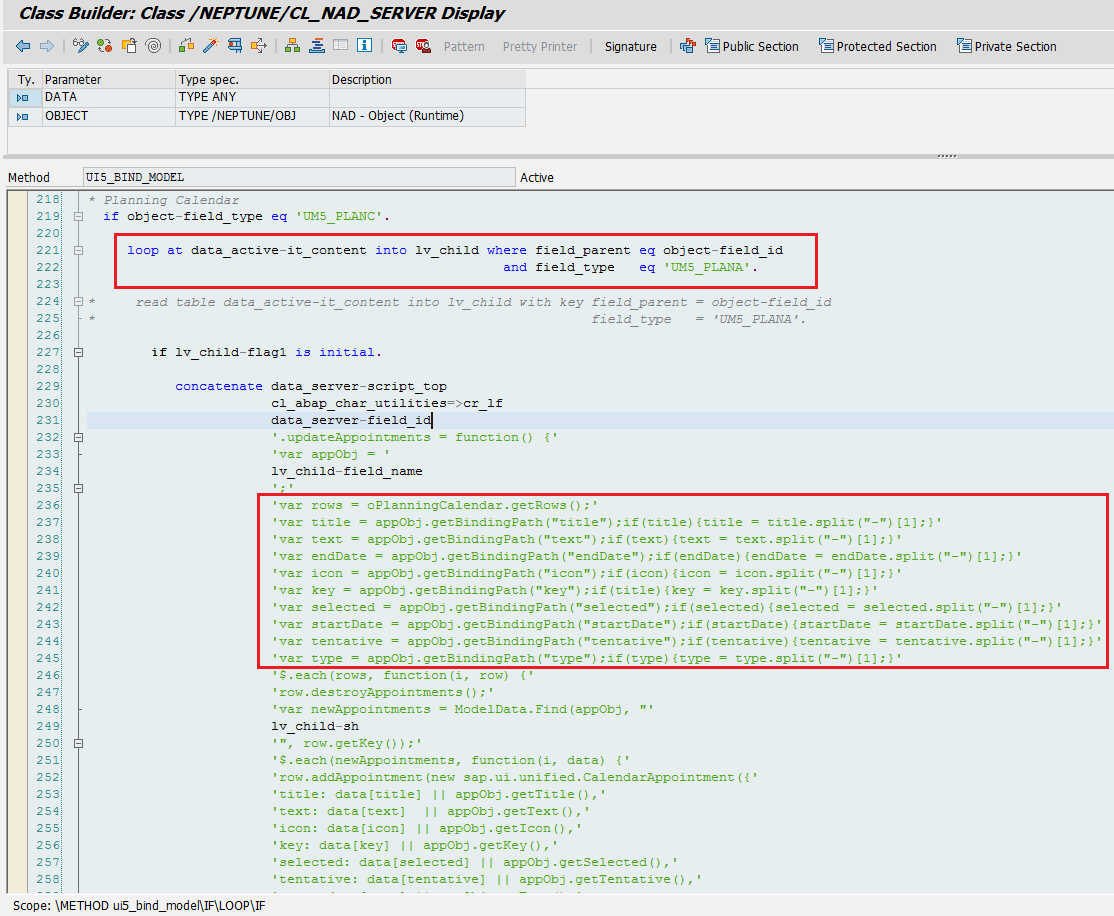 Class Builder: Class /NEPTUNE/CL_NAD_SERVER Display
Pattern Pretty Printer Signature Public Section Protected Section Private Section
Ty. Parameter Type spec. Description
DATA TYPE ANY
OBJECT TYPE /NEPTUNE/OBJ NAD - Object (Runtime)
Method UI5_BIND_MODEL Active
218 * Planning Calendar
219 if object-field_type eq 'UM5_PLANC'.
220
221 loop at data_active-it_content into lv_child where field_parent eq object-field_id
222 and field_type eq 'UM5_PLANA'.
223
224 * read table data_active-it_content into lv_child with key field_parent = object-field_id
225 * field_type = 'UM5_PLANA'.
226
227 if lv_child-flag1 is initial.
228
229 concatenate data_server-script_top
230 cl_abap_char_utilities=>cr_lf
231 data_server-field_id
232 '.updateAppointments = function() {'
233 'var appObj = '
234 lv_child-field_name
235 ';'
236 'var rows = oPlanningCalendar.getRows();'
237 'var title = appObj.getBindingPath("title");if(title){title = title.split("-")[1];}'
238 'var text = appObj.getBindingPath("text");if(text){text = text.split("-")[1];}'
239 'var endDate = appObj.getBindingPath("endDate");if(endDate){endDate = endDate.split("-")[1];}'
240 'var icon = appObj.getBindingPath("icon");if(icon){icon = icon.split("-")[1];}'
241 'var key = appObj.getBindingPath("key");if(title){key = key.split("-")[1];}'
242 'var selected = appObj.getBindingPath("selected");if(selected){selected = selected.split("-")[1];}'
243 'var startDate = appObj.getBindingPath("startDate");if(startDate){startDate = startDate.split("-")[1];}'
244 'var tentative = appObj.getBindingPath("tentative");if(tentative){tentative = tentative.split("-")[1];}'
245 'var type = appObj.getBindingPath("type");if(type){type = type.split("-")[1];}'
246 '$.each(rows, function(i, row) {'
247 'row.destroyAppointments();'
248 'var newAppointments = ModelData.Find(appObj, "'
249 lv_child-sh
250 '", row.getKey());'
251 '$.each(newAppointments, function(i, data) {'
252 'row.addAppointment(new sap.ui.unified.CalendarAppointment({'
253 'title: data[title] || appObj.getTitle(),'
254 'text: data[text] || appObj.getText(),'
255 'icon: data[icon] || appObj.getIcon(),'
256 'key: data[key] || appObj.getKey(),'
257 'selected: data[selected] || appObj.getSelected(),'
258 'tentative: data[tentative] || appObj.getTentative(),'
Scope: \METHOD ui5_bind_model\IF\LOOP\IF